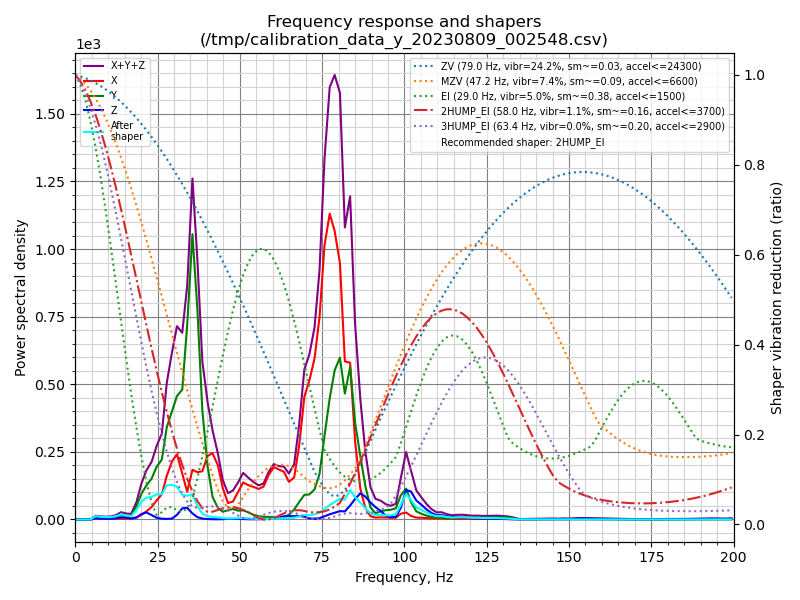 Frequency response and shapers
(/tmp/calibration_data_y_20230809_002548.csv)
1e3
X+Y+Z
X
Y
Z
After
shaper
ZV (79.0 Hz, vibr=24.2%, sm~=0.03, accel<=24300)
MZV (47.2 Hz, vibr=7.4%, sm~=0.09, accel<=6600)
EI (29.0 Hz, vibr=5.0%, sm~=0.38, accel<=1500)
2HUMP_EI (58.0 Hz, vibr=1.1%, sm~=0.16, accel<=3700)
3HUMP_EI (63.4 Hz, vibr=0.0%, sm~=0.20, accel<=2900)
Recommended shaper: 2HUMP_EI
Power spectral density
1.50
1.25
1.00
0.75
0.50
0.25
0.00
1.0
0.8
0.6
0.4
0.2
0.0
Shaper vibration reduction (ratio)
0 25 50 75 100 125 150 175 200
Frequency, Hz